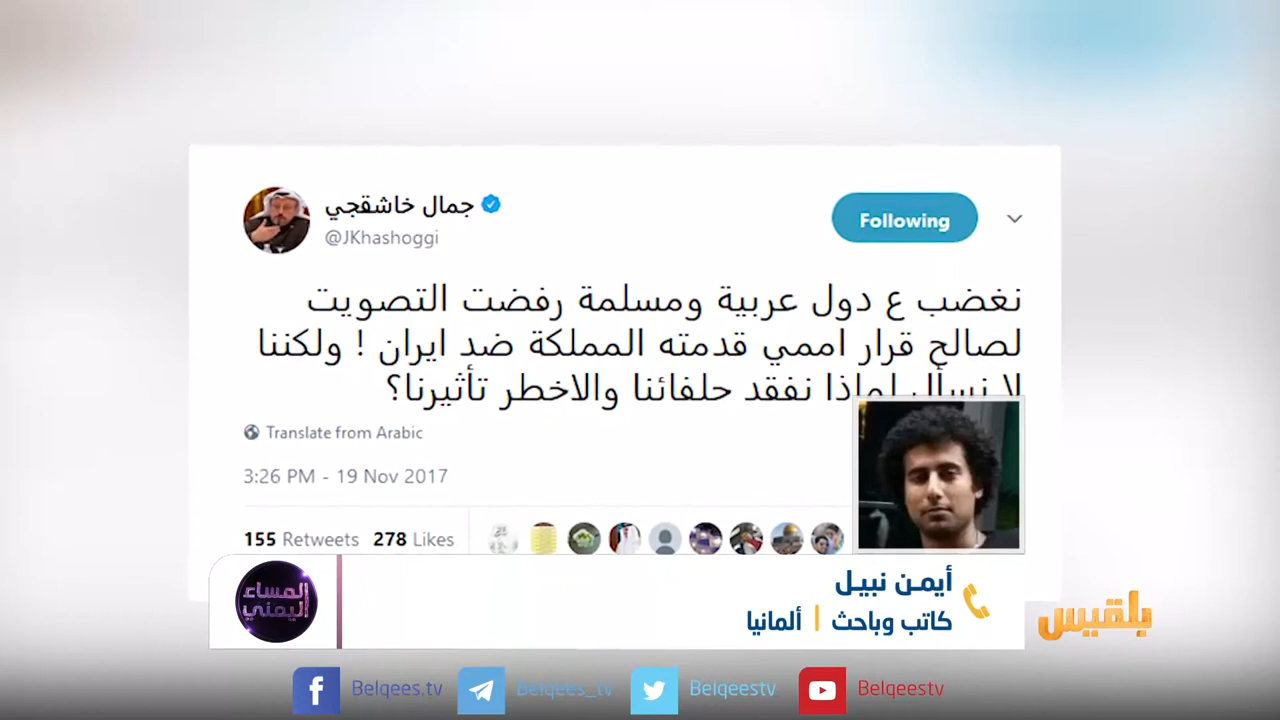 جمال خاشقجي
@JKhashoggi
Following
نغضب ع دول عربية ومسلمة رفضت التصويت
لصالح قرار اممي قدمته المملكة ضد ايران ! ولكننا
لا نسأل لماذا نفقد حلفائنا والاخطر تأثيرنا؟
Translate from Arabic
3:26 PM - 19 Nov 2017
155 Retweets 278 Likes
المساء
اليمني
أيمن نبيل
كاتب وباحث | ألمانيا
بلقيس
Belqees.tv
Belqees_tv
Belqeestv
Belqeestv